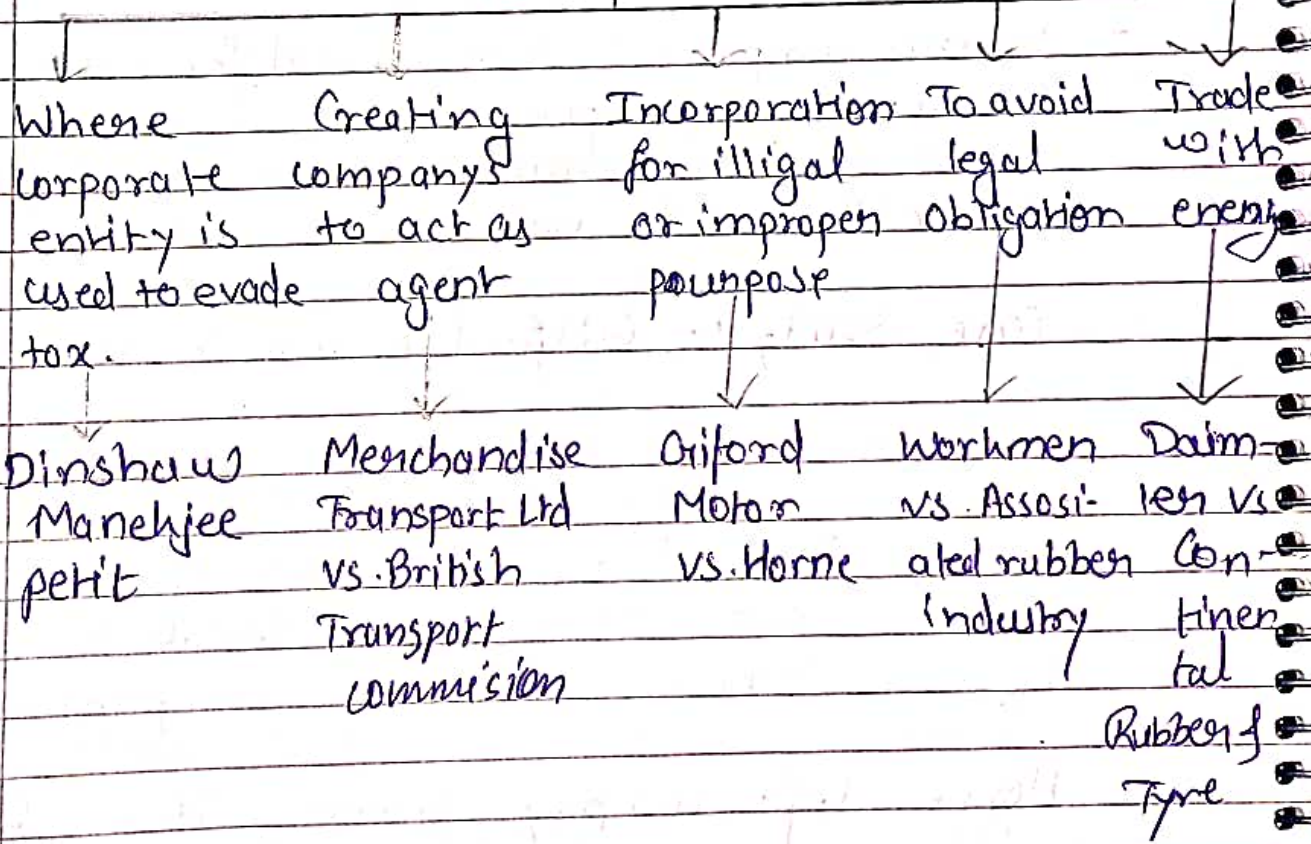 Where
corporate
entity is
used to evade
tax.
Creating
companys
to act as
agent
Incorporation
for illigal
or improper
pourpose
To avoid
legal
obligation
Trade
with
enemy
Dinshaw
Manekjee
petit
Merchandise
Transport Ltd
vs. British
Transport
commision
Giford
Motor
vs. Horne
Workmen
vs. Assosi-
ated rubber
industry
Daim-
ler vs
Con-
tinen
tal
Rubber &
Tyre